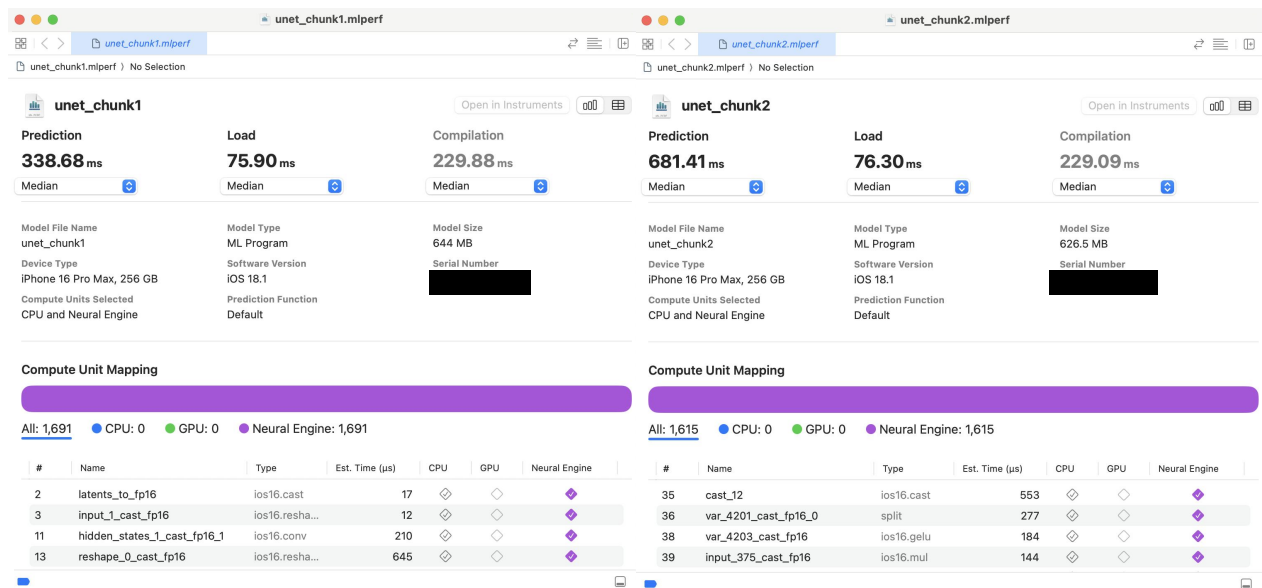 unet_chunk1.mlperf
unet_chunk1.mlperf
unet_chunk1.mlperf ⟩ No Selection
unet_chunk1
Open in Instruments
Prediction Load Compilation
338.68 ms 75.90 ms 229.88 ms
Median Median Median
Model File Name Model Type Model Size
unet_chunk1 ML Program 644 MB
Device Type Software Version Serial Number
iPhone 16 Pro Max, 256 GB iOS 18.1
Compute Units Selected Prediction Function
CPU and Neural Engine Default
Compute Unit Mapping
All: 1,691 CPU: 0 GPU: 0 Neural Engine: 1,691
# Name Type Est. Time (µs) CPU GPU Neural Engine
2 latents_to_fp16 ios16.cast 17
3 input_1_cast_fp16 ios16.resha... 12
11 hidden_states_1_cast_fp16_1 ios16.conv 210
13 reshape_0_cast_fp16 ios16.resha... 645
unet_chunk2.mlperf
unet_chunk2.mlperf
unet_chunk2.mlperf ⟩ No Selection
unet_chunk2
Open in Instruments
Prediction Load Compilation
681.41 ms 76.30 ms 229.09 ms
Median Median Median
Model File Name Model Type Model Size
unet_chunk2 ML Program 626.5 MB
Device Type Software Version Serial Number
iPhone 16 Pro Max, 256 GB iOS 18.1
Compute Units Selected Prediction Function
CPU and Neural Engine Default
Compute Unit Mapping
All: 1,615 CPU: 0 GPU: 0 Neural Engine: 1,615
# Name Type Est. Time (µs) CPU GPU Neural Engine
35 cast_12 ios16.cast 553
36 var_4201_cast_fp16_0 split 277
38 var_4203_cast_fp16 ios16.gelu 184
39 input_375_cast_fp16 ios16.mul 144